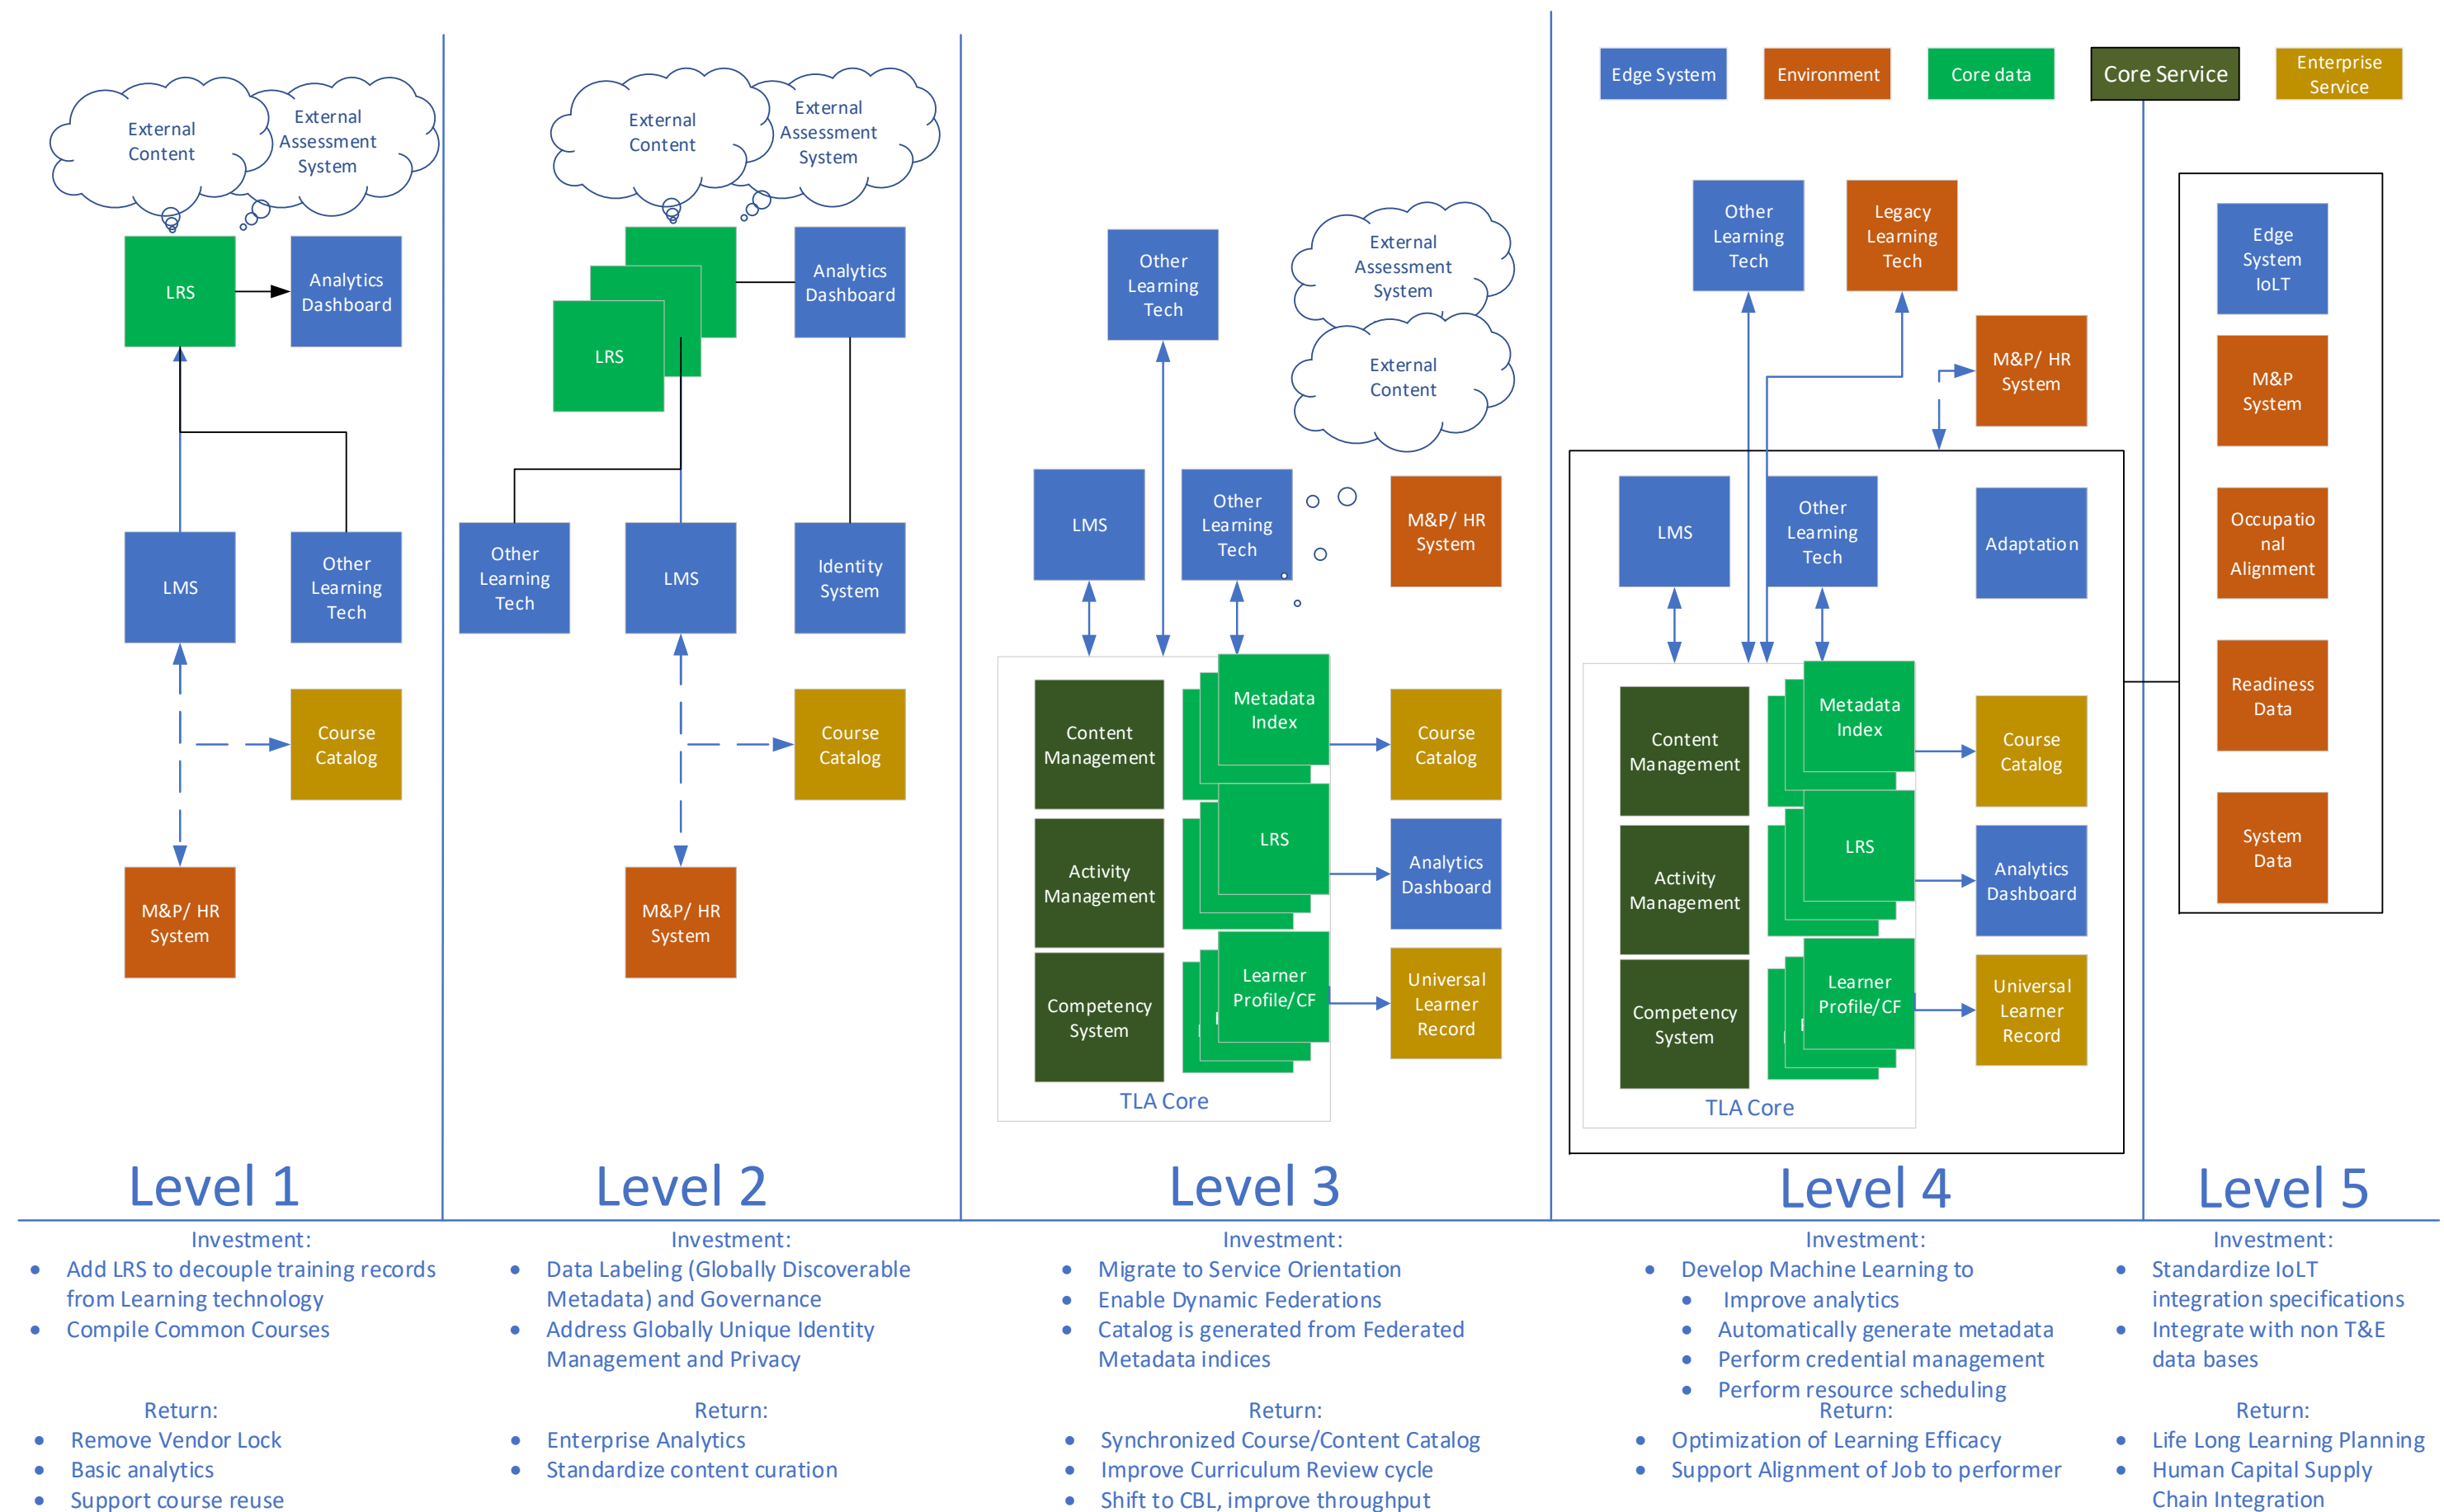 Edge System
Environment
Core data
Core Service
Enterprise
Service
External
Content
External
Assessment
System
LRS
Analytics
Dashboard
LMS
Other
Learning
Tech
Course
Catalog
M&P/ HR
System
External
Content
External
Assessment
System
LRS
Analytics
Dashboard
Other
Learning
Tech
LMS
Identity
System
Course
Catalog
M&P/ HR
System
Other
Learning
Tech
External
Assessment
System
External
Content
LMS
Other
Learning
Tech
M&P/ HR
System
Content
Management
Metadata
Index
Course
Catalog
Activity
Management
LRS
Analytics
Dashboard
Competency
System
Learner
Profile/CF
Universal
Learner
Record
TLA Core
Other
Learning
Tech
Legacy
Learning
Tech
M&P/ HR
System
LMS
Other
Learning
Tech
Adaptation
Content
Management
Metadata
Index
Course
Catalog
Activity
Management
LRS
Analytics
Dashboard
Competency
System
Learner
Profile/CF
Universal
Learner
Record
TLA Core
Edge
System
IoLT
M&P
System
Occupatio
nal
Alignment
Readiness
Data
System
Data
Level 1
Level 2
Level 3
Level 4
Level 5
Investment:
• Add LRS to decouple training records
from Learning technology
• Compile Common Courses
Return:
• Remove Vendor Lock
• Basic analytics
• Support course reuse
Investment:
• Data Labeling (Globally Discoverable
Metadata) and Governance
• Address Globally Unique Identity
Management and Privacy
Return:
• Enterprise Analytics
• Standardize content curation
Investment:
• Migrate to Service Orientation
• Enable Dynamic Federations
• Catalog is generated from Federated
Metadata indices
Return:
• Synchronized Course/Content Catalog
• Improve Curriculum Review cycle
• Shift to CBL, improve throughput
Investment:
• Develop Machine Learning to
• Improve analytics
• Automatically generate metadata
• Perform credential management
• Perform resource scheduling
Return:
• Optimization of Learning Efficacy
• Support Alignment of Job to performer
Investment:
• Standardize IoLT
integration specifications
• Integrate with non T&E
data bases
Return:
• Life Long Learning Planning
• Human Capital Supply
Chain Integration